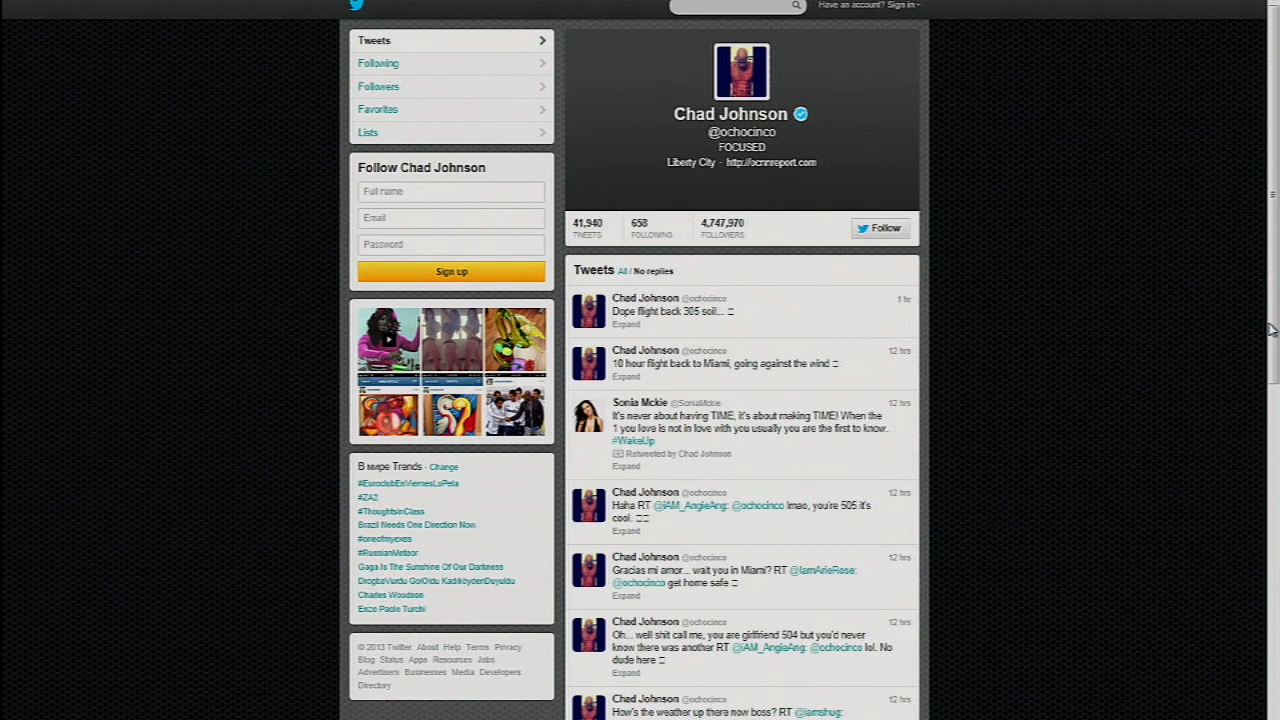 Have an account? Sign in
Tweets
Following
Followers
Favorites
Lists
Follow Chad Johnson
Full name
Email
Password
Sign up
В мире Trends · Change
#EuroclubEnViernesLoPeta
#ZA2
#ThoughtsInClass
Brazil Needs One Direction Now
#oneofmyexes
#RussianMeteor
Gaga Is The Sunshine Of Our Darkness
DrogbaVurdu GolOldu KadıköydenDuyuldu
Charles Woodson
Enzo Paolo Turchi
© 2013 Twitter About Help Terms Privacy
Blog Status Apps Resources Jobs
Advertisers Businesses Media Developers
Directory
Chad Johnson
@ochocinco
FOCUSED
Liberty City · http://ocnnreport.com
41,940 658 4,747,970
TWEETS FOLLOWING FOLLOWERS
Follow
Tweets All / No replies
Chad Johnson @ochocinco 1 hr
Dope flight back 305 soil...
Expand
Chad Johnson @ochocinco 12 hrs
10 hour flight back to Miami, going against the wind
Expand
Sonia Mckie @SoniaMckie 12 hrs
It's never about having TIME, it's about making TIME! When the
1 you love is not in love with you usually you are the first to know.
#WakeUp
Retweeted by Chad Johnson
Expand
Chad Johnson @ochocinco 12 hrs
Haha RT @iAM_AngieAng: @ochocinco lmao, you're 505 it's
cool.
Expand
Chad Johnson @ochocinco 12 hrs
Gracias mi amor... wait you in Miami? RT @IamArieRose:
@ochocinco get home safe
Expand
Chad Johnson @ochocinco 12 hrs
Oh... well shit call me, you are girlfriend 504 but you'd never
know there was another RT @iAM_AngieAng: @ochocinco lol. No
dude here
Expand
Chad Johnson @ochocinco 12 hrs
How's the weather up there now boss? RT @iamshug: